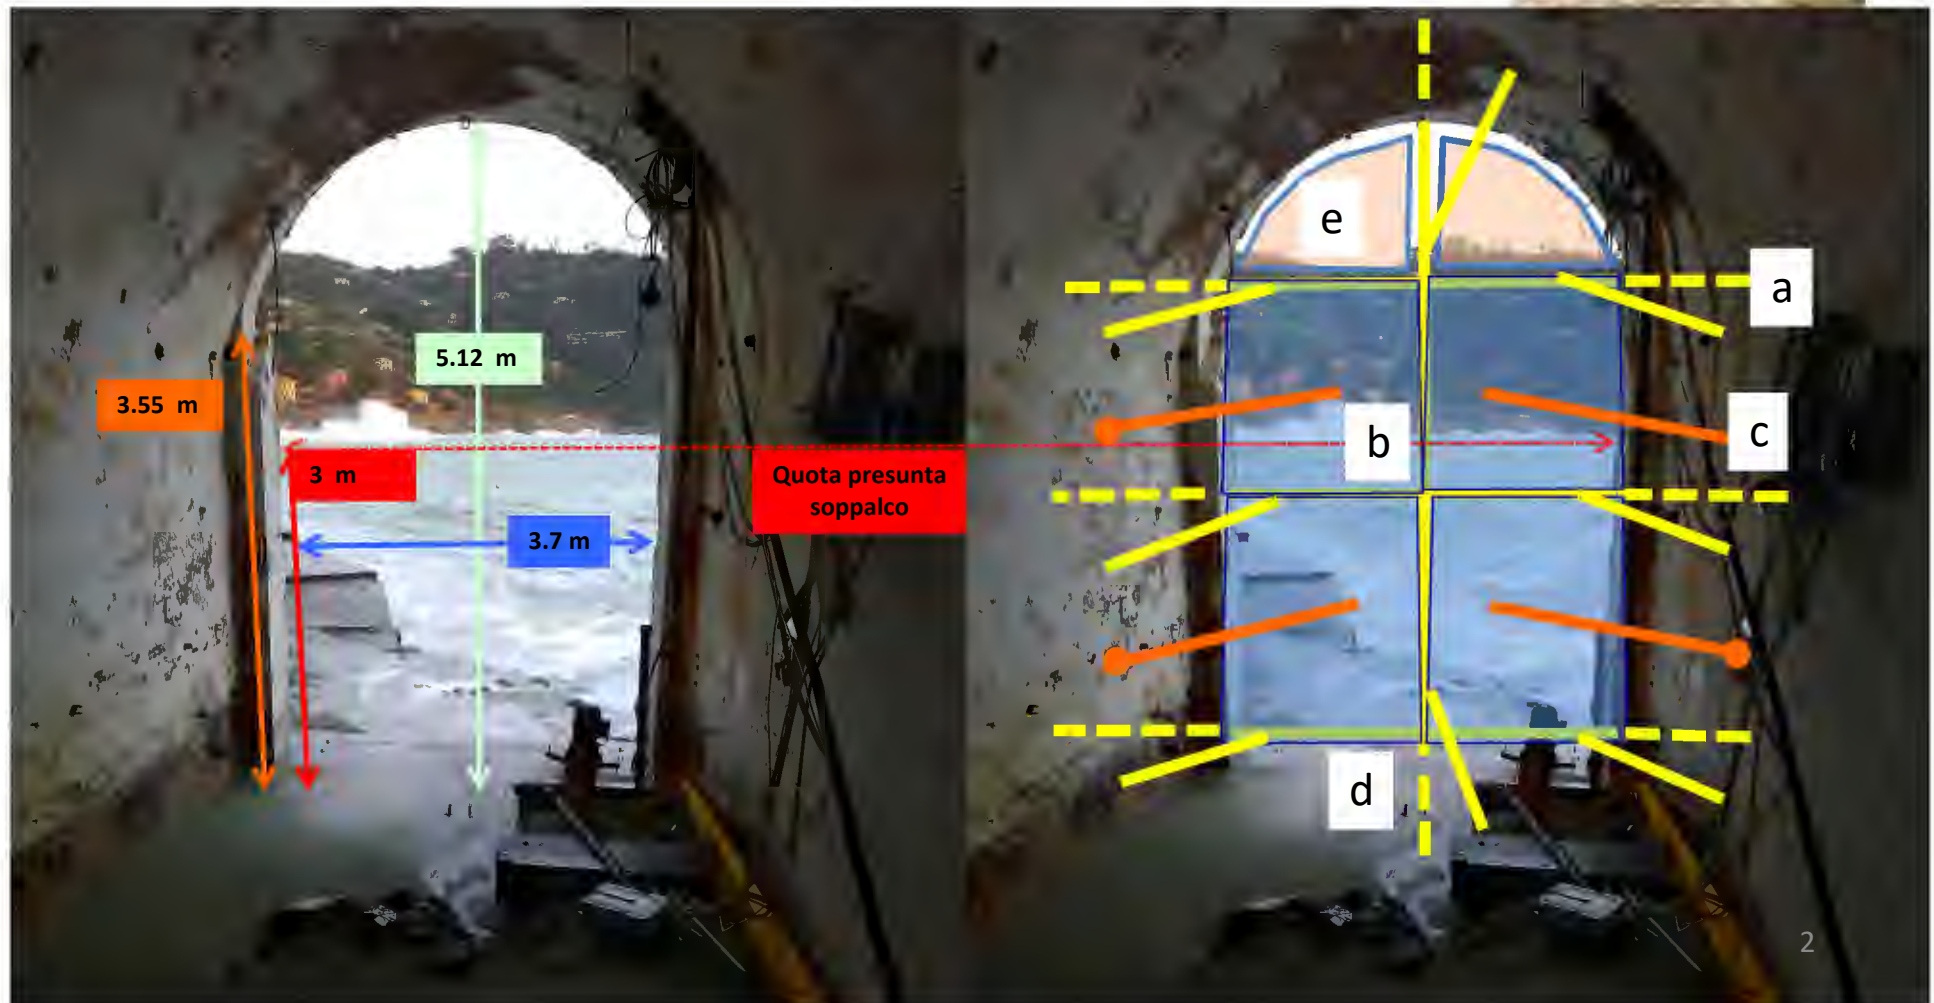 3.55 m
5.12 m
3 m
3.7 m
Quota presunta
soppalco
e
a
b
c
d
2